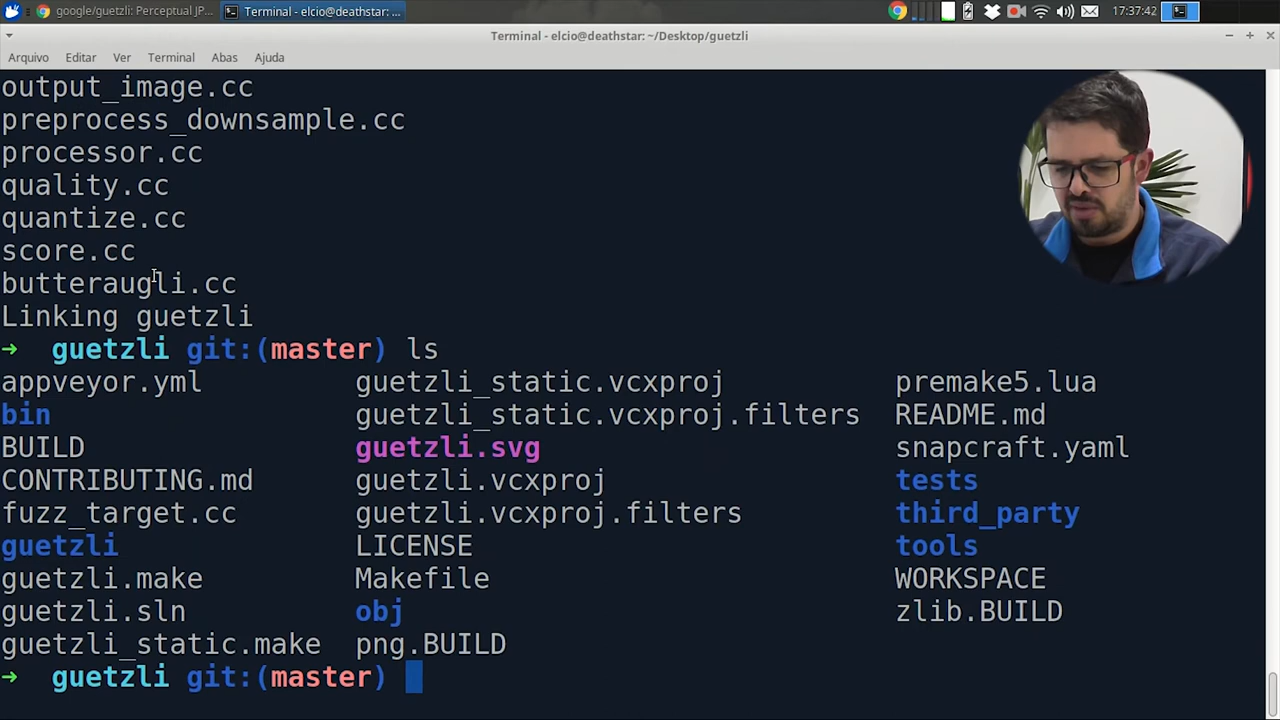 google/guetzli: Perceptual JP... Terminal - elcio@deathstar: ... 17:37:42
Terminal - elcio@deathstar: ~/Desktop/guetzli
Arquivo Editar Ver Terminal Abas Ajuda
output_image.cc
preprocess_downsample.cc
processor.cc
quality.cc
quantize.cc
score.cc
butteraugli.cc
Linking guetzli
➜ guetzli git:(master) ls
appveyor.yml guetzli_static.vcxproj premake5.lua
bin guetzli_static.vcxproj.filters README.md
BUILD guetzli.svg snapcraft.yaml
CONTRIBUTING.md guetzli.vcxproj tests
fuzz_target.cc guetzli.vcxproj.filters third_party
guetzli LICENSE tools
guetzli.make Makefile WORKSPACE
guetzli.sln obj zlib.BUILD
guetzli_static.make png.BUILD
➜ guetzli git:(master)